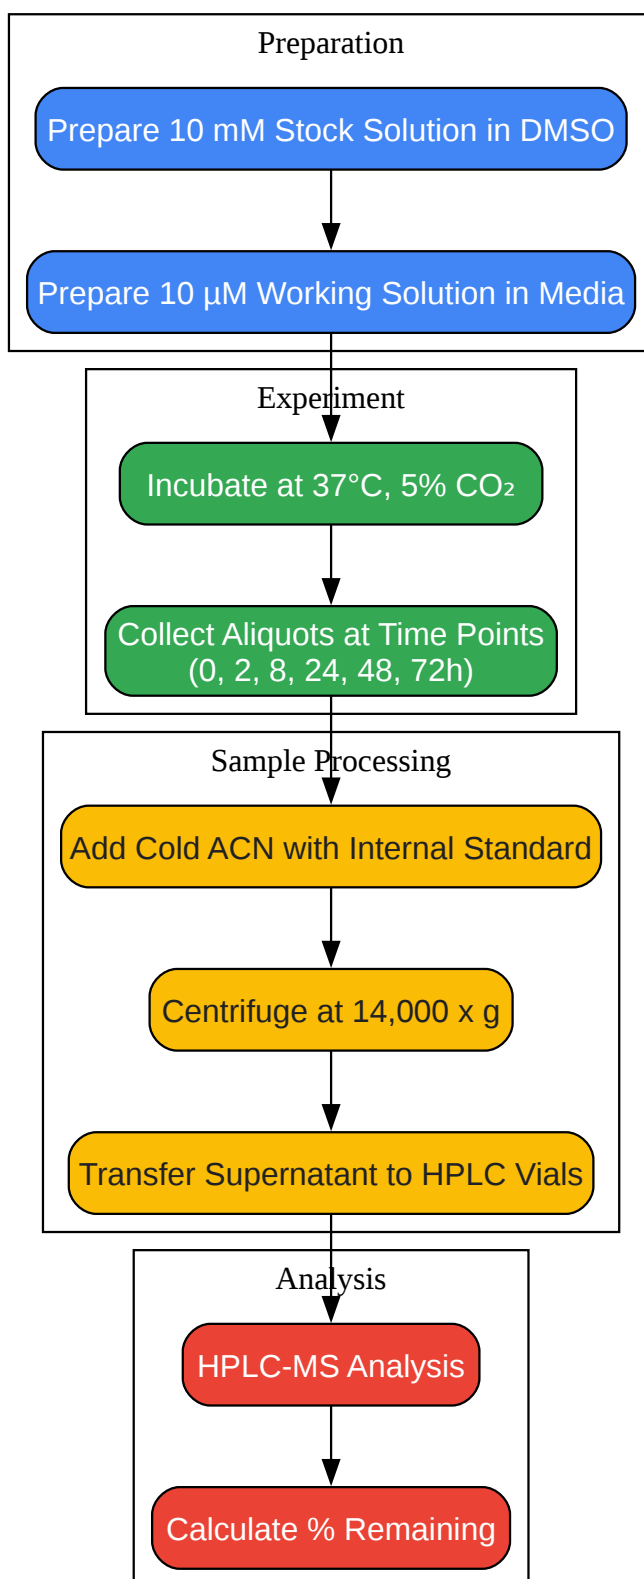 Preparation
Prepare 10 mM Stock Solution in DMSO
Prepare 10 µM Working Solution in Media
Experiment
Incubate at 37°C, 5% CO₂
Collect Aliquots at Time Points
(0, 2, 8, 24, 48, 72h)
Sample Processing
Add Cold ACN with Internal Standard
Centrifuge at 14,000 x g
Transfer Supernatant to HPLC Vials
Analysis
HPLC-MS Analysis
Calculate % Remaining